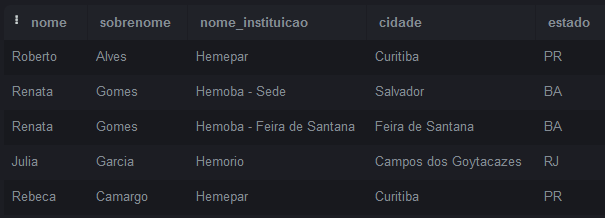 nome sobrenome nome_instituicao cidade estado
Roberto Alves Hemepar Curitiba PR
Renata Gomes Hemoba - Sede Salvador BA
Renata Gomes Hemoba - Feira de Santana Feira de Santana BA
Julia Garcia Hemorio Campos dos Goytacazes RJ
Rebeca Camargo Hemepar Curitiba PR